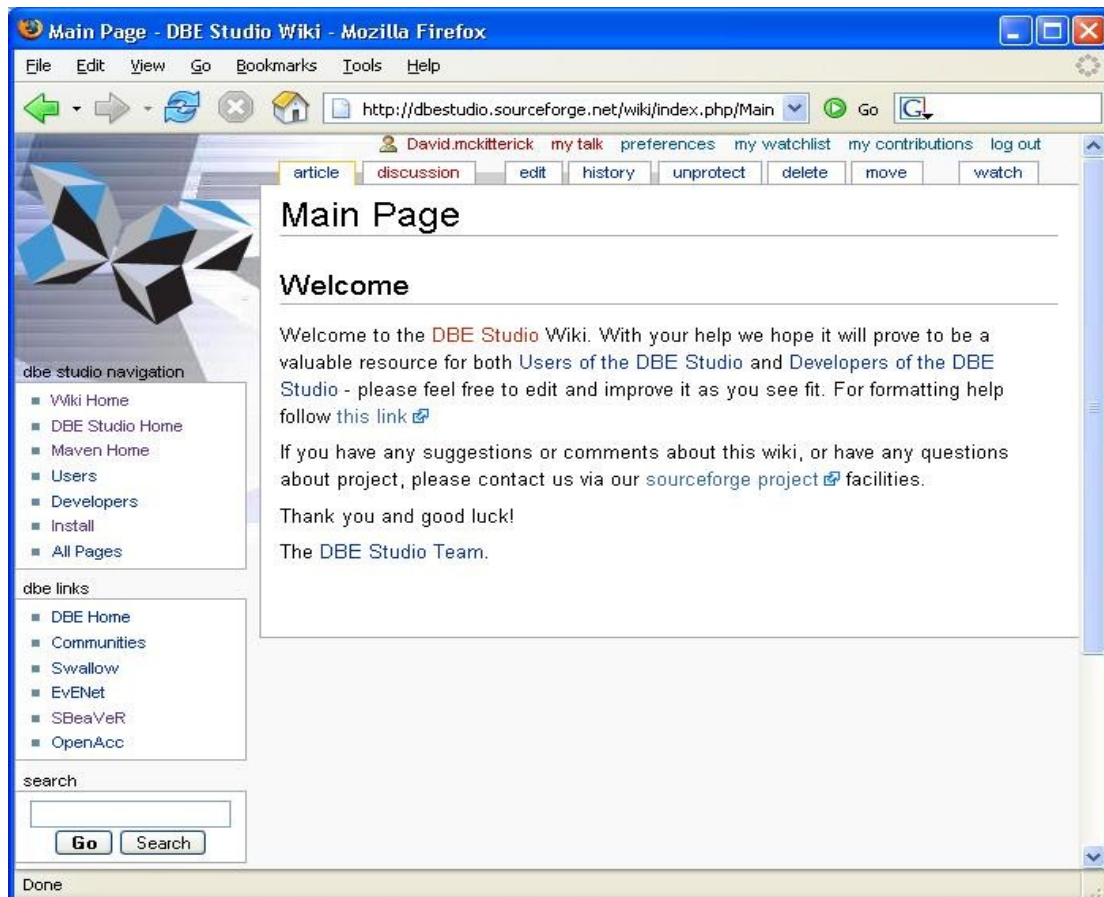 Main Page - DBE Studio Wiki - Mozilla Firefox
File Edit View Go Bookmarks Tools Help
http://dbestudio.sourceforge.net/wiki/index.php/Main Go G
David.mckitterick my talk preferences my watchlist my contributions log out
article discussion edit history unprotect delete move watch
Main Page
Welcome
Welcome to the DBE Studio Wiki. With your help we hope it will prove to be a
valuable resource for both Users of the DBE Studio and Developers of the DBE
Studio - please feel free to edit and improve it as you see fit. For formatting help
follow this link
If you have any suggestions or comments about this wiki, or have any questions
about project, please contact us via our sourceforge project facilities.
Thank you and good luck!
The DBE Studio Team.
dbe studio navigation
Wiki Home
DBE Studio Home
Maven Home
Users
Developers
Install
All Pages
dbe links
DBE Home
Communities
Swallow
EvENet
SBeaVeR
OpenAcc
search
Go Search
Done